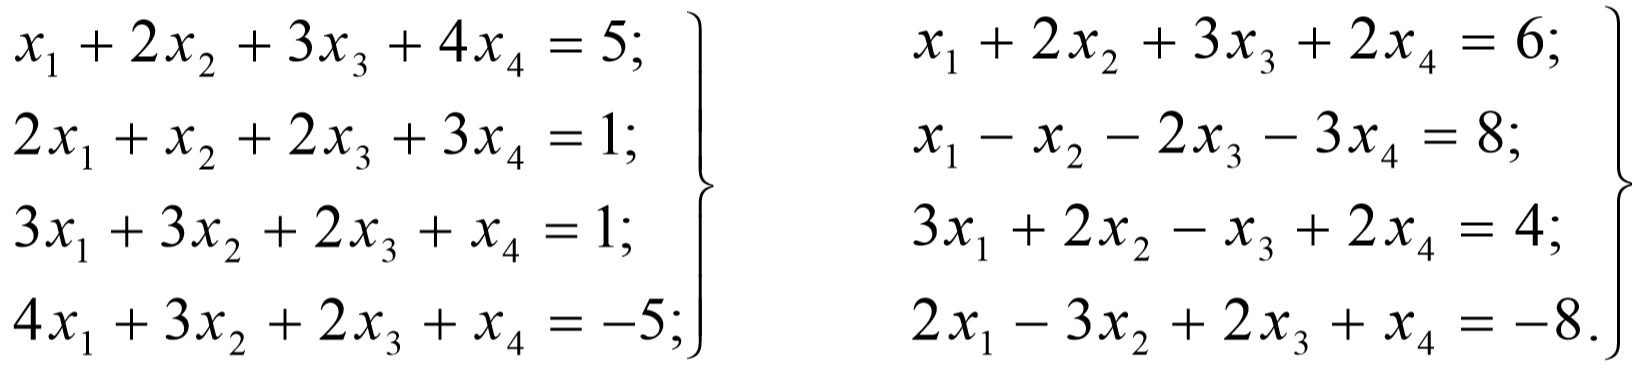 x₁ + 2x₂ + 3x₃ + 4x₄ = 5;
2x₁ + x₂ + 2x₃ + 3x₄ = 1;
3x₁ + 3x₂ + 2x₃ + x₄ = 1;
4x₁ + 3x₂ + 2x₃ + x₄ = −5;
x₁ + 2x₂ + 3x₃ + 2x₄ = 6;
x₁ − x₂ − 2x₃ − 3x₄ = 8;
3x₁ + 2x₂ − x₃ + 2x₄ = 4;
2x₁ − 3x₂ + 2x₃ + x₄ = −8.